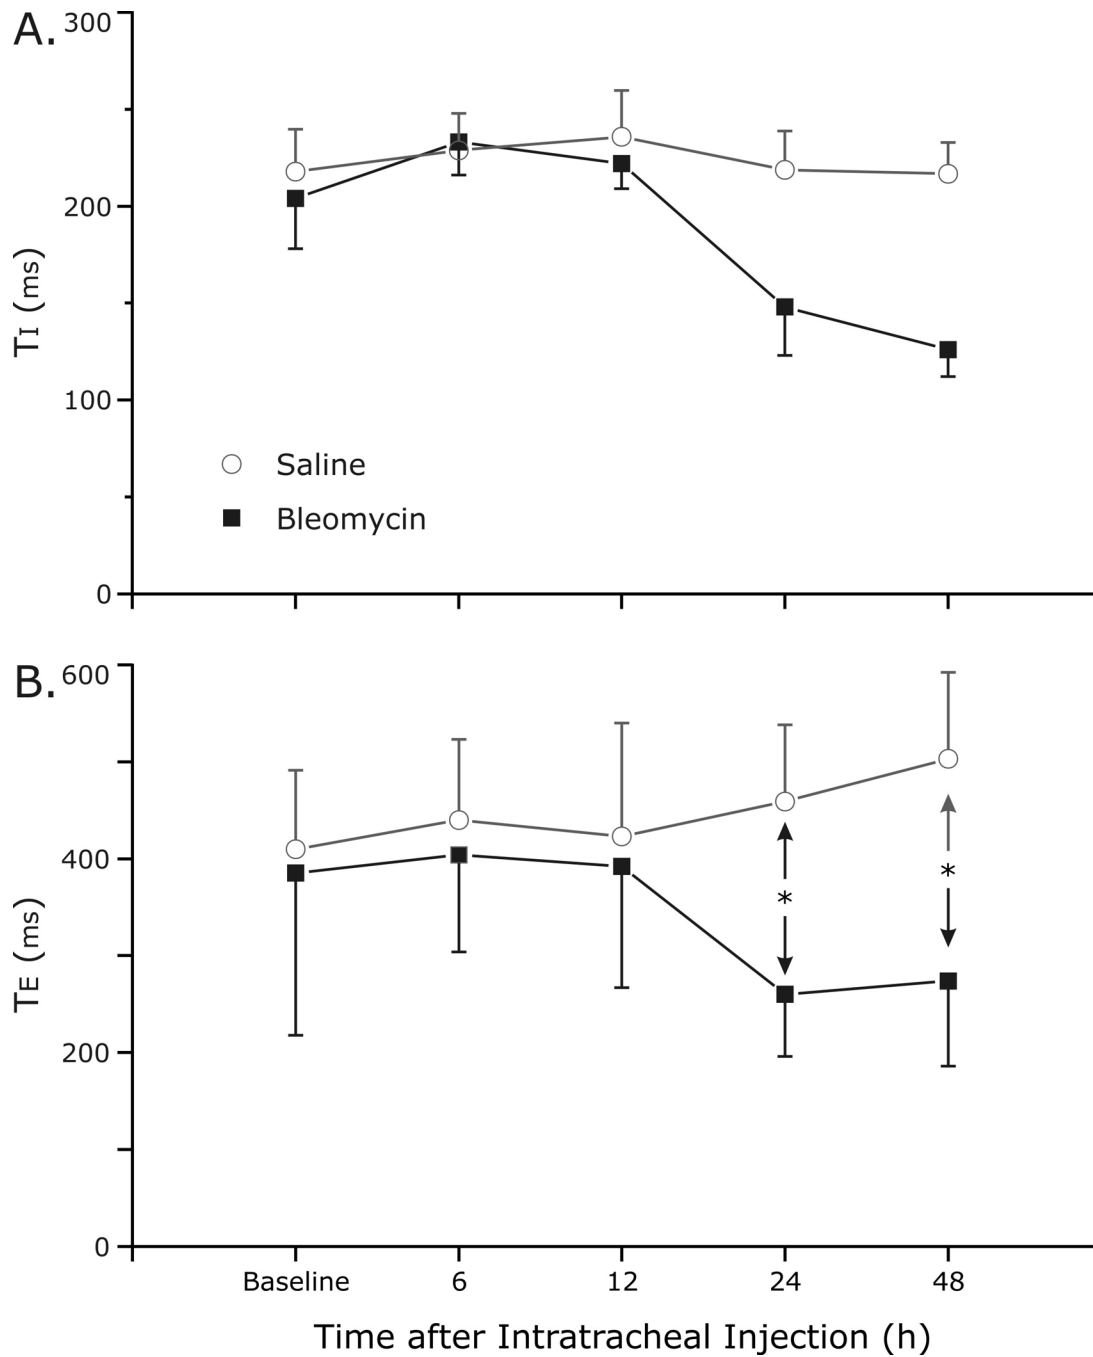 A.
300
200
100
0
TI (ms)
Saline
Bleomycin
B.
600
400
200
0
TE (ms)
*
*
Baseline 6 12 24 48
Time after Intratracheal Injection (h)